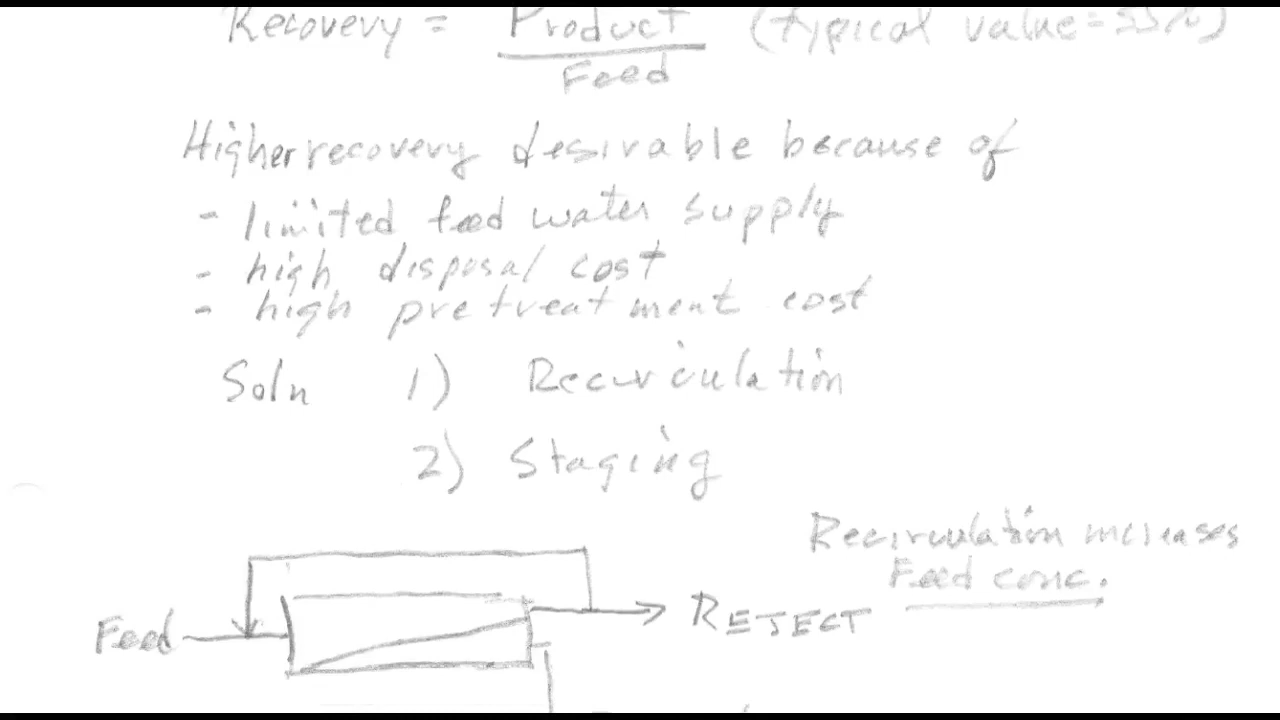 Recovery = Product (typical value=
Feed
Higher recovery desirable because of
- limited feed water supply
- high disposal cost
- high pretreatment cost
Soln 1) Recirculation
2) Staging
Recirculation increases
Feed conc.
Feed
REJECT